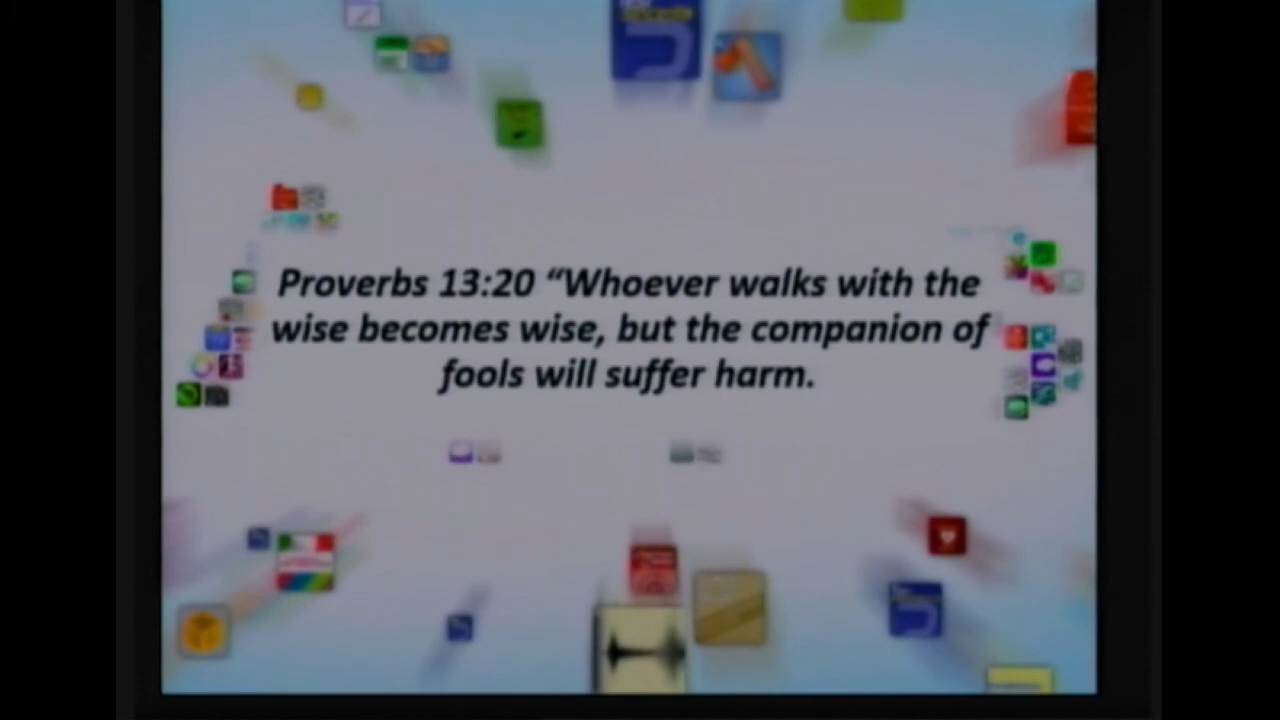 Proverbs 13:20 “Whoever walks with the
wise becomes wise, but the companion of
fools will suffer harm.